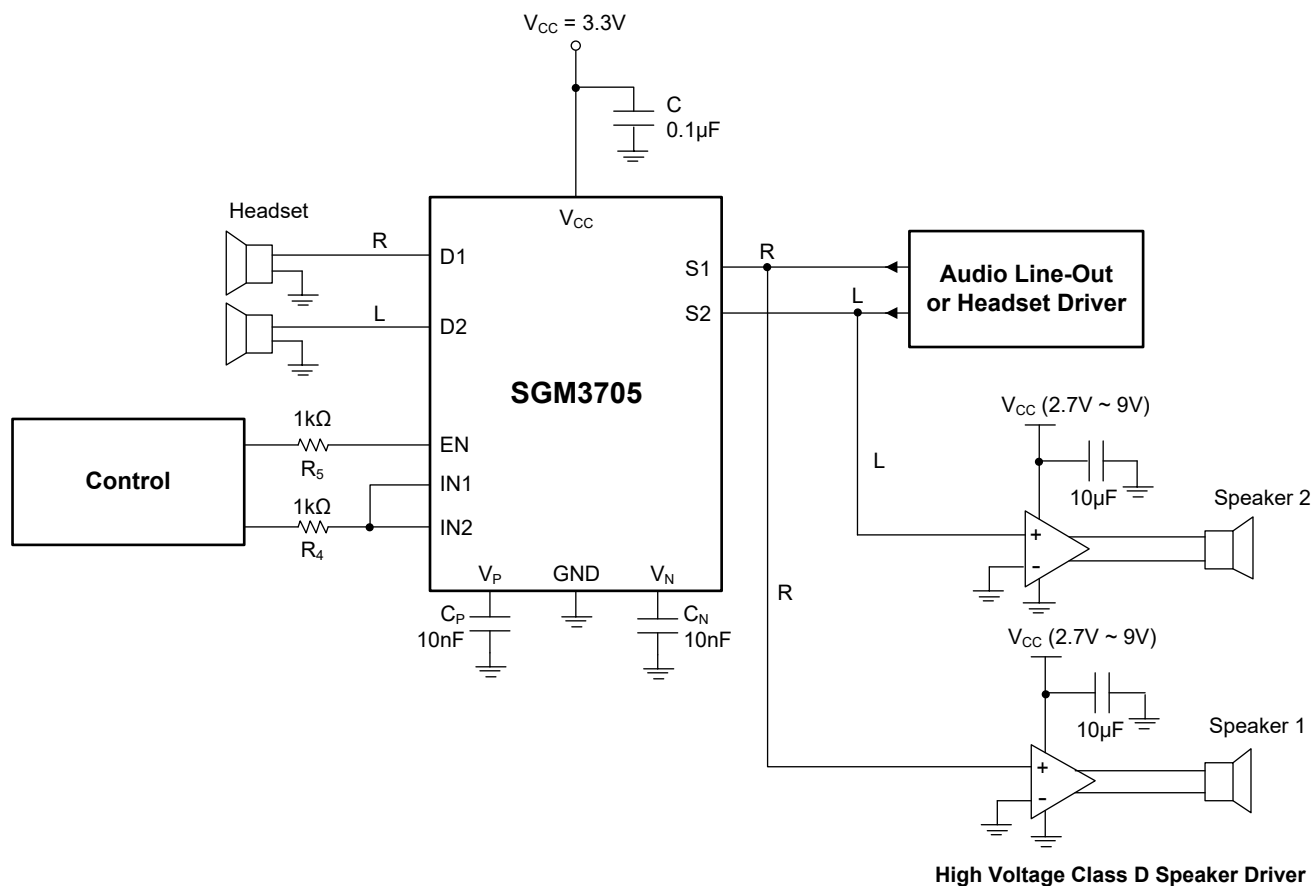 V_CC = 3.3V
C
0.1µF
Headset
V_CC
R
D1
S1
R
Audio Line-Out
or Headset Driver
L
D2
S2
L
SGM3705
1kΩ
EN
R5
Control
IN1
1kΩ
IN2
R4
V_P
GND
V_N
C_P
10nF
C_N
10nF
V_CC (2.7V ~ 9V)
L
10µF
Speaker 2
+
-
R
V_CC (2.7V ~ 9V)
10µF
Speaker 1
+
-
High Voltage Class D Speaker Driver